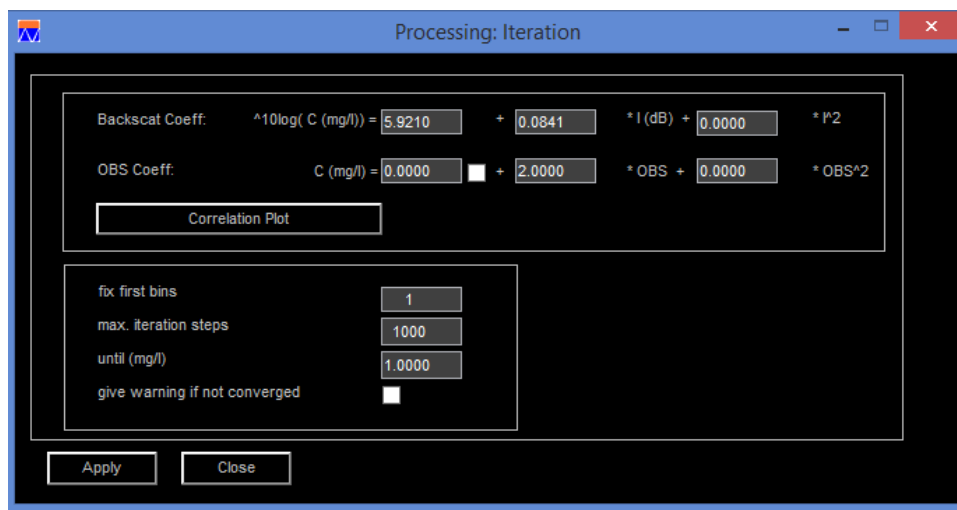 Processing: Iteration
Backscat Coeff: ^10log( C (mg/l)) = 5.9210 + 0.0841 * I (dB) + 0.0000 * I^2
OBS Coeff: C (mg/l) = 0.0000 + 2.0000 * OBS + 0.0000 * OBS^2
Correlation Plot
fix first bins 1
max. iteration steps 1000
until (mg/l) 1.0000
give warning if not converged
Apply Close